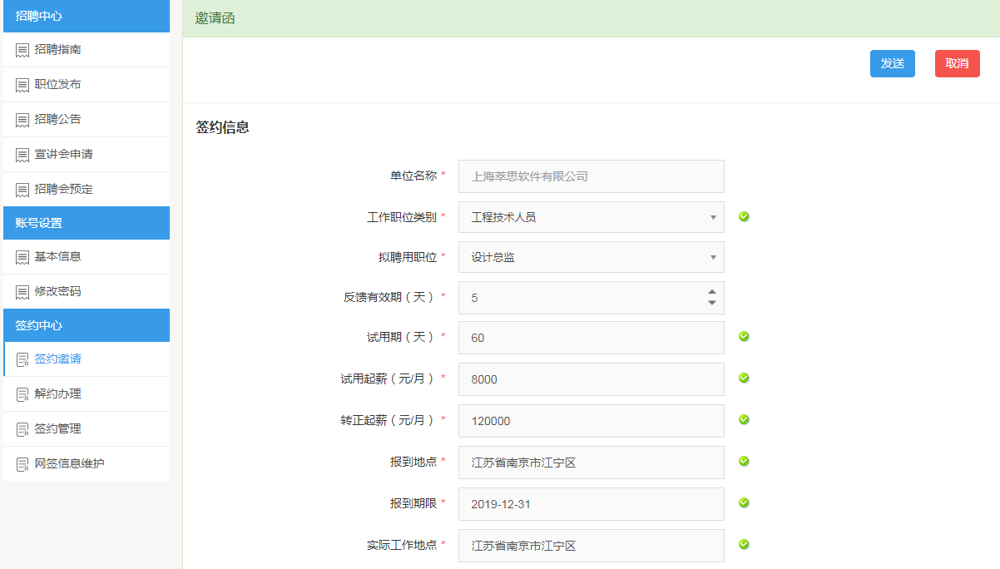 招聘中心
招聘指南
职位发布
招聘公告
宣讲会申请
招聘会预定
账号设置
基本信息
修改密码
签约中心
签约邀请
解约办理
签约管理
网签信息维护
邀请函
发送 取消
签约信息
单位名称 * 上海萃思软件有限公司
工作职位类别 * 工程技术人员
拟聘用职位 * 设计总监
反馈有效期（天） * 5
试用期（天） * 60
试用起薪（元/月） * 8000
转正起薪（元/月） * 120000
报到地点 * 江苏省南京市江宁区
报到期限 * 2019-12-31
实际工作地点 * 江苏省南京市江宁区